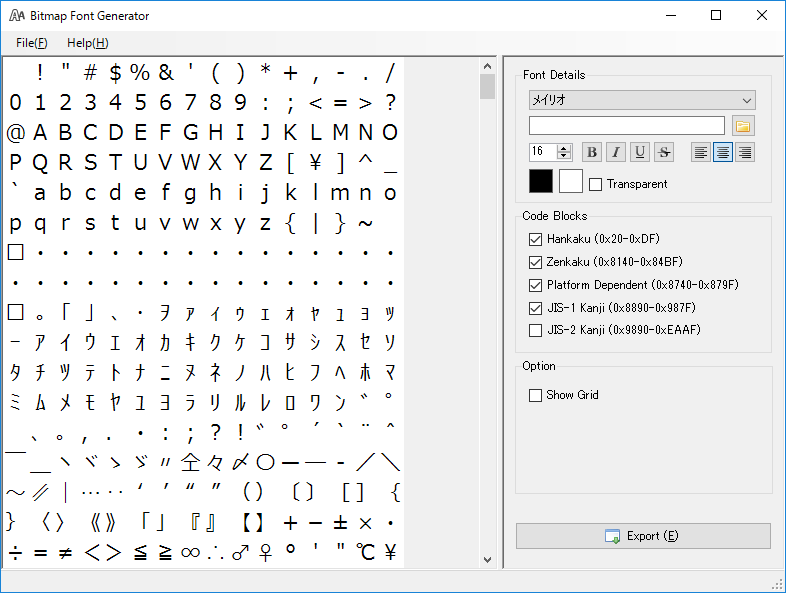 Bitmap Font Generator
File(F) Help(H)
! " # $ % & ' ( ) * + , - . /
0 1 2 3 4 5 6 7 8 9 : ; < = > ?
@ A B C D E F G H I J K L M N O
P Q R S T U V W X Y Z [ ¥ ] ^ _
` a b c d e f g h i j k l m n o
p q r s t u v w x y z { | } ~
□ ・ ・ ・ ・ ・ ・ ・ ・ ・ ・ ・ ・ ・ ・ ・
・ ・ ・ ・ ・ ・ ・ ・ ・ ・ ・ ・ ・ ・ ・ ・
□ 。 「 」 、 ・ ヲ ァ ィ ゥ ェ ォ ャ ュ ョ ッ
ー ア イ ウ エ オ カ キ ク ケ コ サ シ ス セ ソ
タ チ ツ テ ト ナ ニ ヌ ネ ノ ハ ヒ フ ヘ ホ マ
ミ ム メ モ ヤ ユ ヨ ラ リ ル レ ロ ワ ン ゛ ゜
、 。 , . ・ : ; ? ! ゛ ゜ ´ ` ¨ ^
￣ ＿ ヽ ヾ ゝ ゞ 〃 仝 々 〆 〇 ー ― ‐ ／ ＼
～ ∥ ｜ … ‥ ‘ ’ “ ” （ ） 〔 〕 ［ ］ ｛
｝ 〈 〉 《 》 「 」 『 』 【 】 ＋ － ± × ・
÷ ＝ ≠ ＜ ＞ ≦ ≧ ∞ ∴ ♂ ♀ ° ′ ″ ℃ ￥
Font Details
メイリオ
16 B I U S
Transparent
Code Blocks
Hankaku (0x20-0xDF)
Zenkaku (0x8140-0x84BF)
Platform Dependent (0x8740-0x879F)
JIS-1 Kanji (0x8890-0x987F)
JIS-2 Kanji (0x9890-0xEAAF)
Option
Show Grid
Export (E)